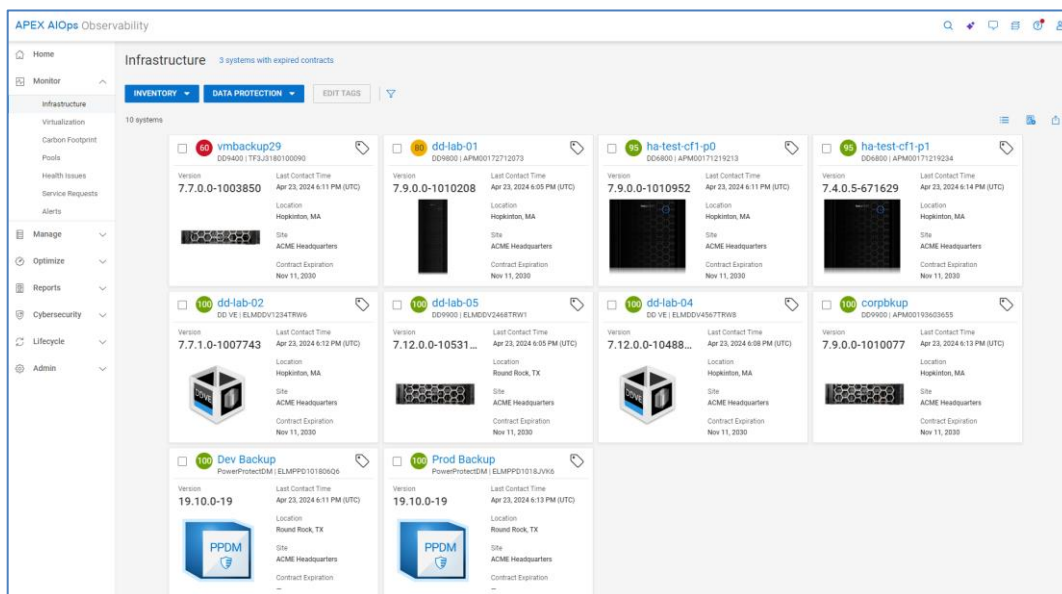 APEX AIOps Observability
Home
Monitor
Infrastructure
Virtualization
Carbon Footprint
Pools
Health Issues
Service Requests
Alerts
Manage
Optimize
Reports
Cybersecurity
Lifecycle
Admin
Infrastructure 3 systems with expired contracts
INVENTORY DATA PROTECTION EDIT TAGS
10 systems
60 vmbackup29
DD9400 | TF3J3180100090
Version
7.7.0.0-1003850
Last Contact Time
Apr 23, 2024 6:11 PM (UTC)
Location
Hopkinton, MA
Site
ACME Headquarters
Contract Expiration
Nov 11, 2030
80 dd-lab-01
DD9800 | APM00172712073
Version
7.9.0.0-1010208
Last Contact Time
Apr 23, 2024 6:05 PM (UTC)
Location
Hopkinton, MA
Site
ACME Headquarters
Contract Expiration
Nov 11, 2030
95 ha-test-cf1-p0
DD6800 | APM00171219213
Version
7.9.0.0-1010952
Last Contact Time
Apr 23, 2024 6:11 PM (UTC)
Location
Hopkinton, MA
Site
ACME Headquarters
Contract Expiration
Nov 11, 2030
95 ha-test-cf1-p1
DD6800 | APM00171219234
Version
7.4.0.5-671629
Last Contact Time
Apr 23, 2024 6:14 PM (UTC)
Location
Hopkinton, MA
Site
ACME Headquarters
Contract Expiration
Nov 11, 2030
100 dd-lab-02
DD VE | ELMDDV1234TRW6
Version
7.7.1.0-1007743
DDVE
Last Contact Time
Apr 23, 2024 6:12 PM (UTC)
Location
Hopkinton, MA
Site
ACME Headquarters
Contract Expiration
Nov 11, 2030
100 dd-lab-05
DD9900 | ELMDDV2468TRW1
Version
7.12.0.0-10531...
Last Contact Time
Apr 23, 2024 6:05 PM (UTC)
Location
Round Rock, TX
Site
ACME Headquarters
Contract Expiration
Nov 11, 2030
100 dd-lab-04
DD VE | ELMDDV4567TRW8
Version
7.12.0.0-10488...
DDVE
Last Contact Time
Apr 23, 2024 6:08 PM (UTC)
Location
Hopkinton, MA
Site
ACME Headquarters
Contract Expiration
Nov 11, 2030
100 corpbkup
DD9900 | APM00193603655
Version
7.9.0.0-1010077
Last Contact Time
Apr 23, 2024 6:13 PM (UTC)
Location
Hopkinton, MA
Site
ACME Headquarters
Contract Expiration
Nov 11, 2030
100 Dev Backup
PowerProtectDM | ELMPPD101806Q6
Version
19.10.0-19
PPDM
Last Contact Time
Apr 23, 2024 6:11 PM (UTC)
Location
Round Rock, TX
Site
ACME Headquarters
Contract Expiration
--
100 Prod Backup
PowerProtectDM | ELMPPD1018JVK6
Version
19.10.0-19
PPDM
Last Contact Time
Apr 23, 2024 6:13 PM (UTC)
Location
Round Rock, TX
Site
ACME Headquarters
Contract Expiration
--